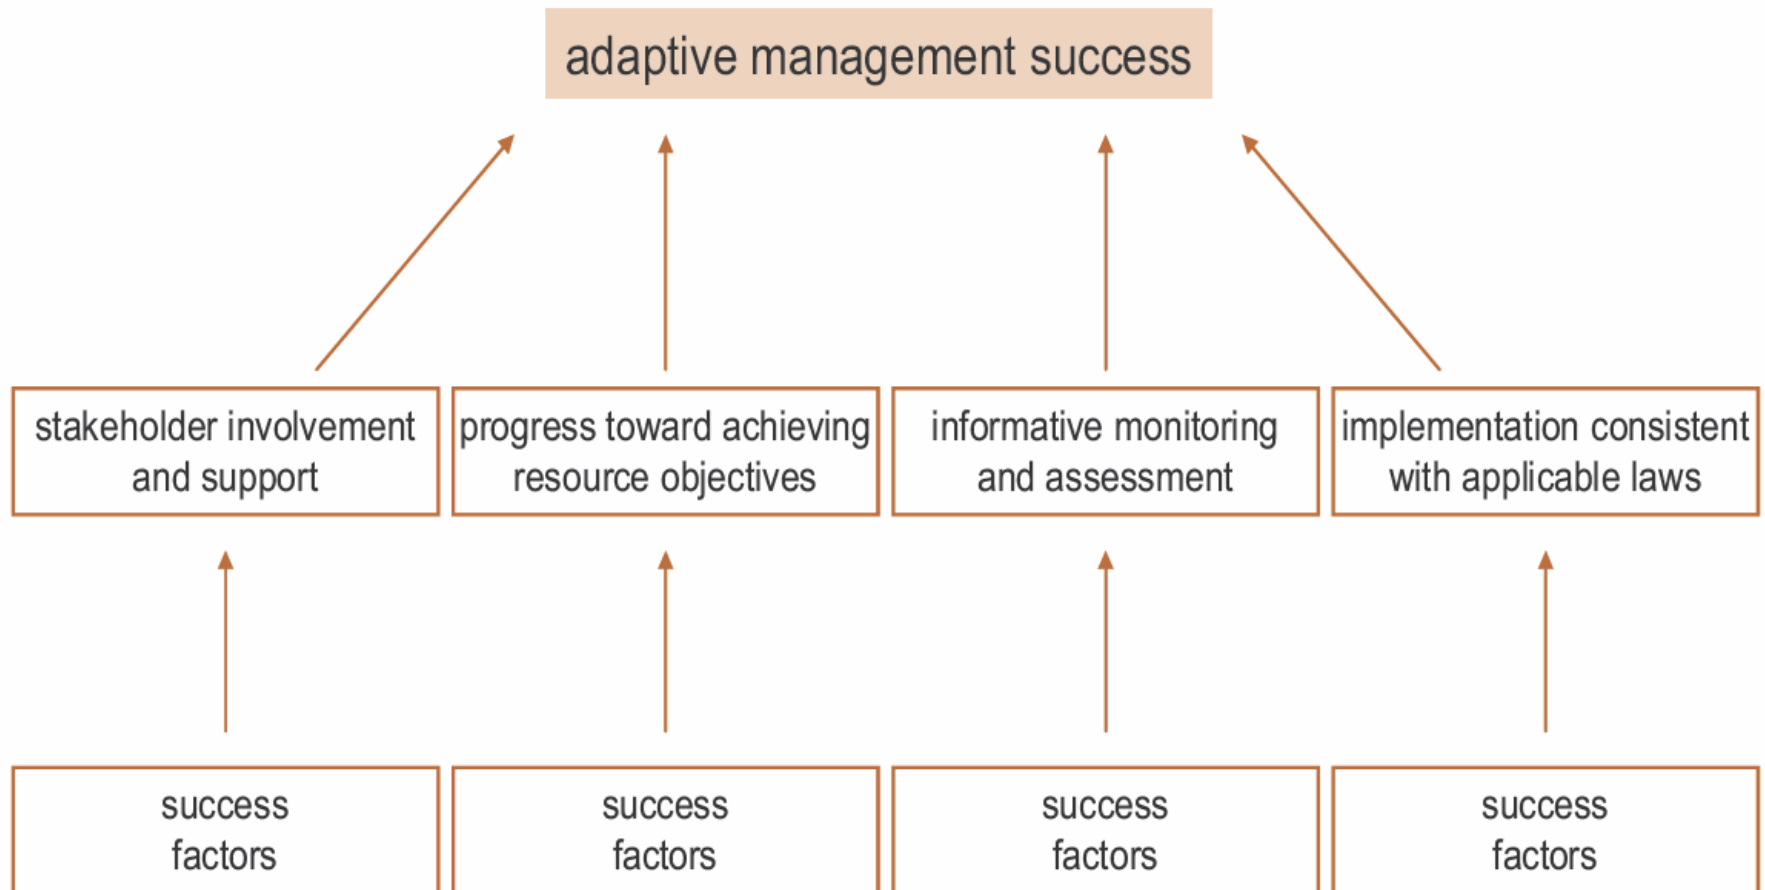 adaptive management success
stakeholder involvement
and support
progress toward achieving
resource objectives
informative monitoring
and assessment
implementation consistent
with applicable laws
success
factors
success
factors
success
factors
success
factors